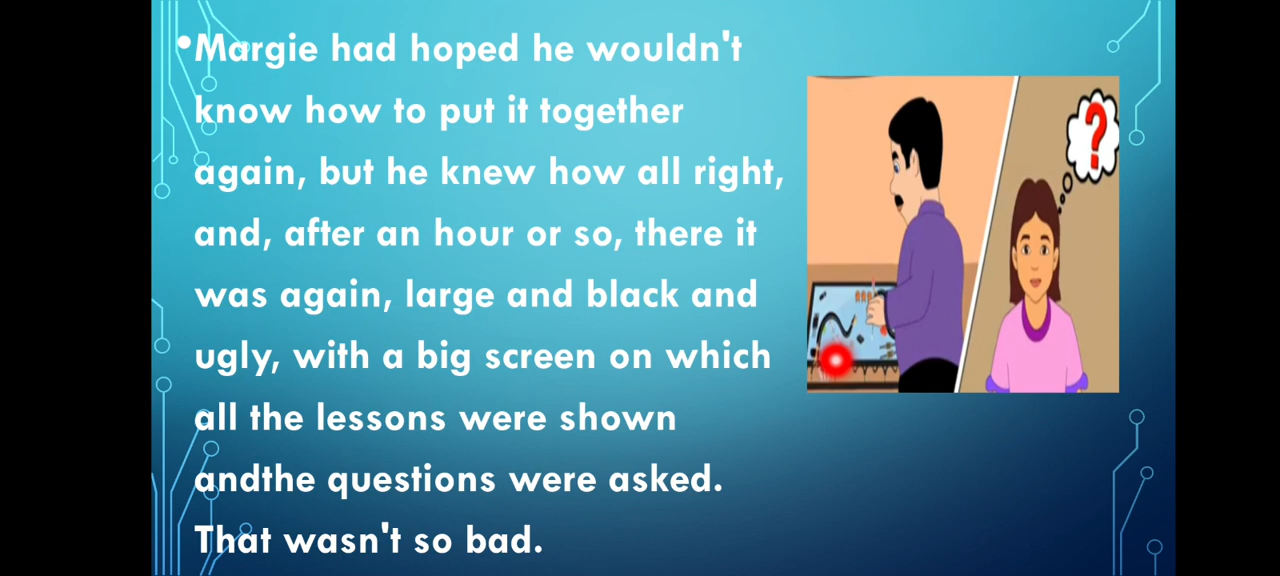 •Margie had hoped he wouldn't
know how to put it together
again, but he knew how all right,
and, after an hour or so, there it
was again, large and black and
ugly, with a big screen on which
all the lessons were shown
andthe questions were asked.
That wasn't so bad.
?